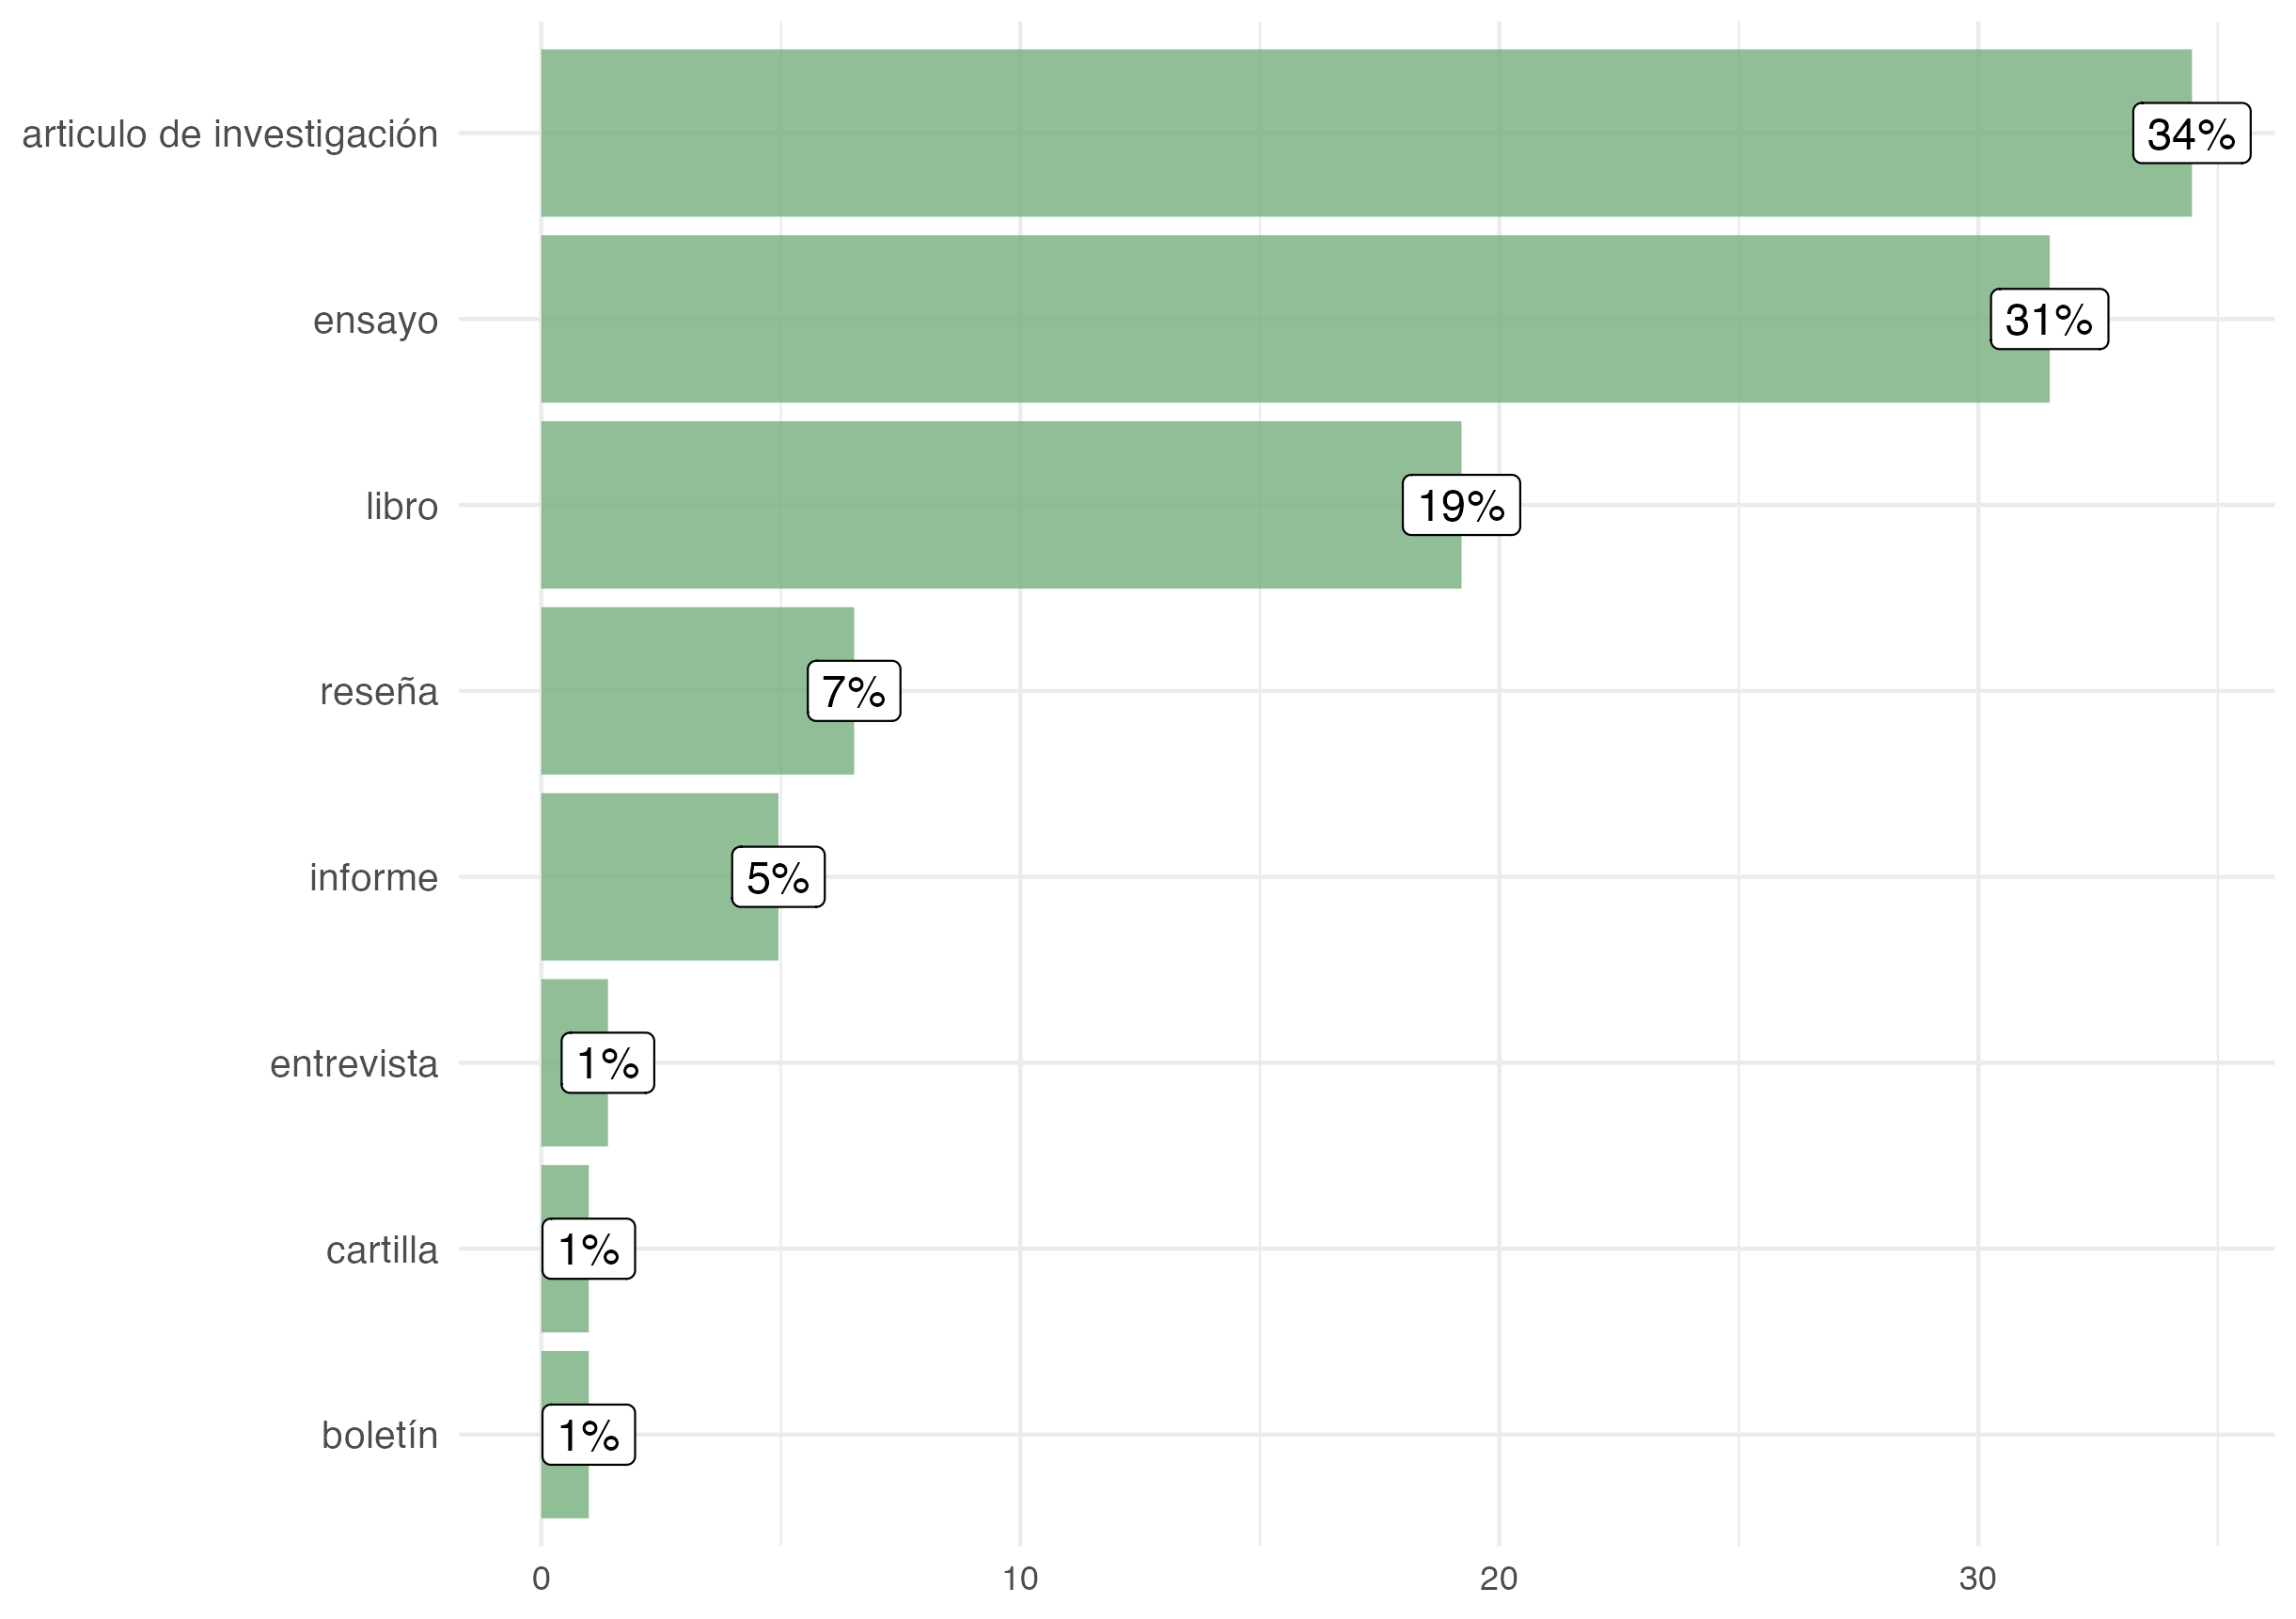 articulo de investigación 34%
ensayo 31%
libro 19%
reseña 7%
informe 5%
entrevista 1%
cartilla 1%
boletín 1%
0 10 20 30